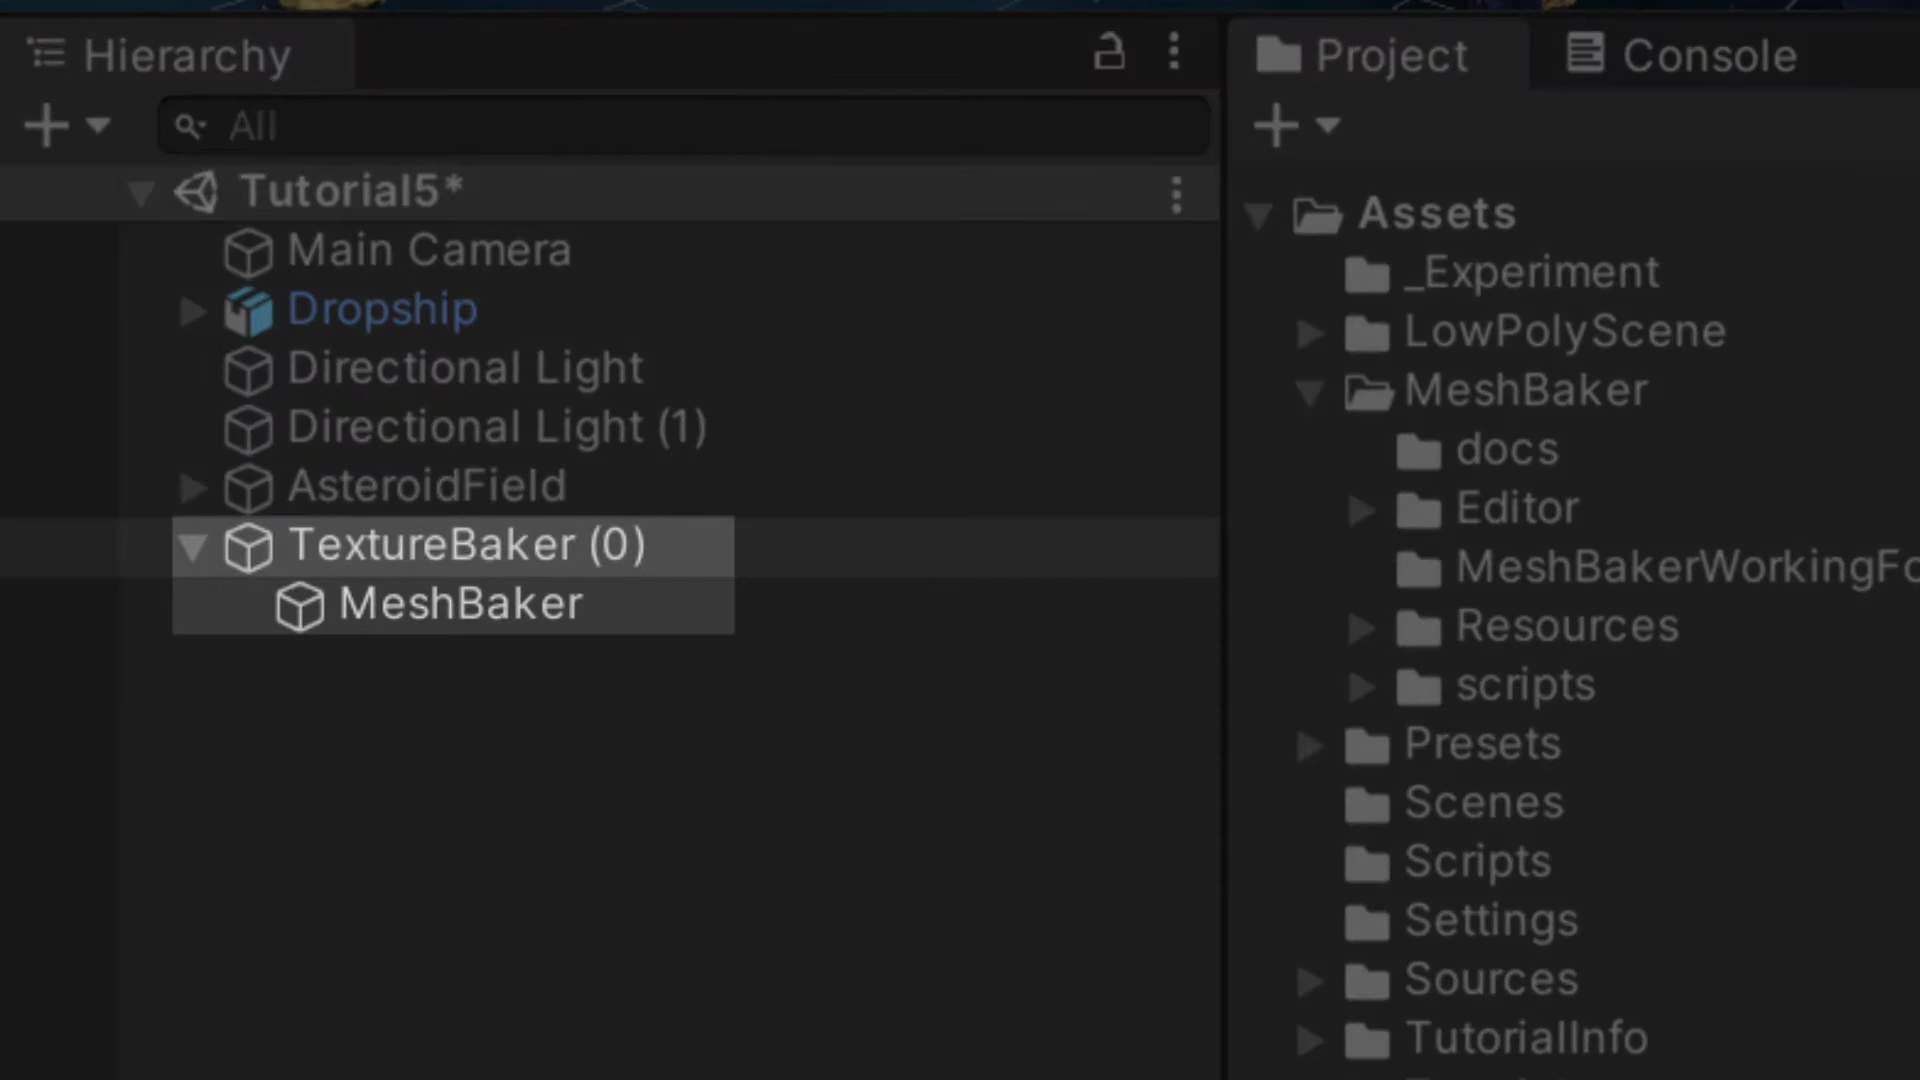 Hierarchy
All
Tutorial5*
Main Camera
Dropship
Directional Light
Directional Light (1)
AsteroidField
TextureBaker (0)
MeshBaker
Project
Console
Assets
_Experiment
LowPolyScene
MeshBaker
docs
Editor
MeshBakerWorkingFo
Resources
scripts
Presets
Scenes
Scripts
Settings
Sources
TutorialInfo